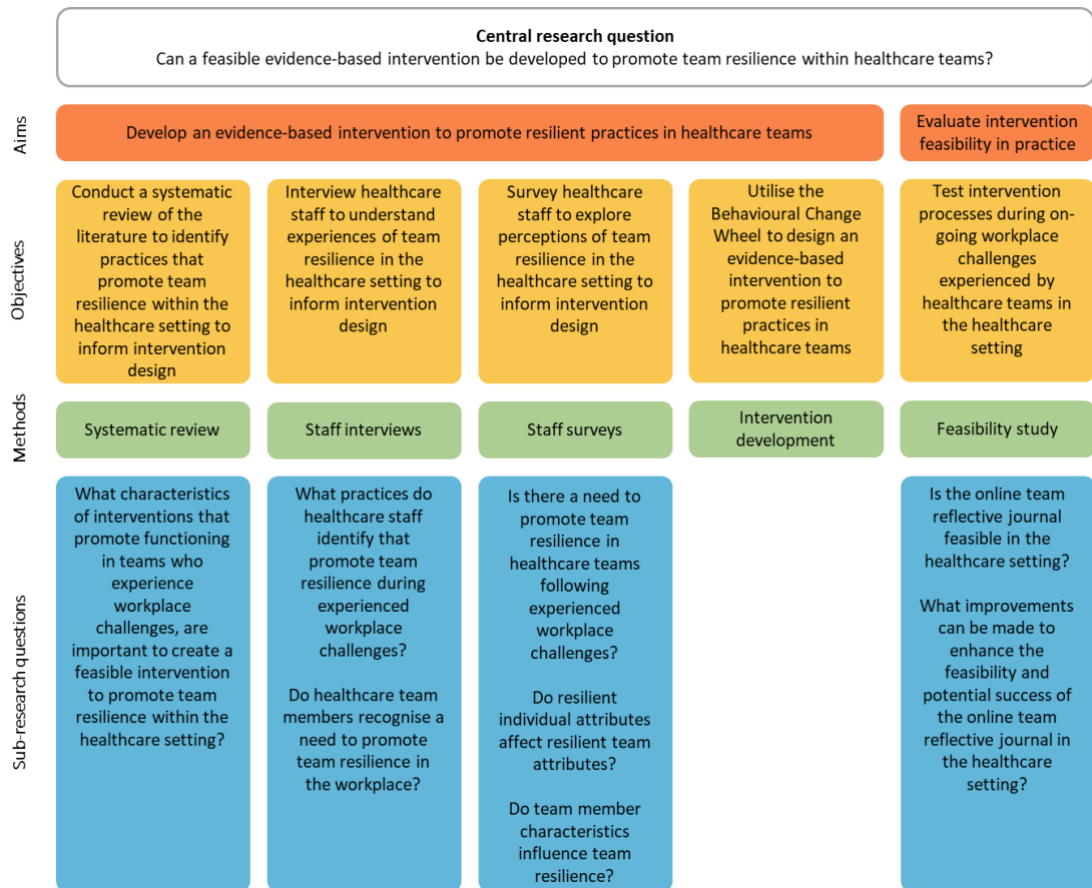 Central research question
Can a feasible evidence-based intervention be developed to promote team resilience within healthcare teams?
Aims
Develop an evidence-based intervention to promote resilient practices in healthcare teams
Evaluate intervention
feasibility in practice
Objectives
Conduct a systematic
review of the
literature to identify
practices that
promote team
resilience within the
healthcare setting to
inform intervention
design
Interview healthcare
staff to understand
experiences of team
resilience in the
healthcare setting to
inform intervention
design
Survey healthcare
staff to explore
perceptions of team
resilience in the
healthcare setting to
inform intervention
design
Utilise the
Behavioural Change
Wheel to design an
evidence-based
intervention to
promote resilient
practices in
healthcare teams
Test intervention
processes during on-
going workplace
challenges
experienced by
healthcare teams in
the healthcare
setting
Methods
Systematic review
Staff interviews
Staff surveys
Intervention
development
Feasibility study
Sub-research questions
What characteristics
of interventions that
promote functioning
in teams who
experience
workplace
challenges, are
important to create a
feasible intervention
to promote team
resilience within the
healthcare setting?
What practices do
healthcare staff
identify that
promote team
resilience during
experienced
workplace
challenges?
Do healthcare team
members recognise a
need to promote
team resilience in
the workplace?
Is there a need to
promote team
resilience in
healthcare teams
following
experienced
workplace
challenges?
Do resilient
individual attributes
affect resilient team
attributes?
Do team member
characteristics
influence team
resilience?
Is the online team
reflective journal
feasible in the
healthcare setting?
What improvements
can be made to
enhance the
feasibility and
potential success of
the online team
reflective journal in
the healthcare
setting?